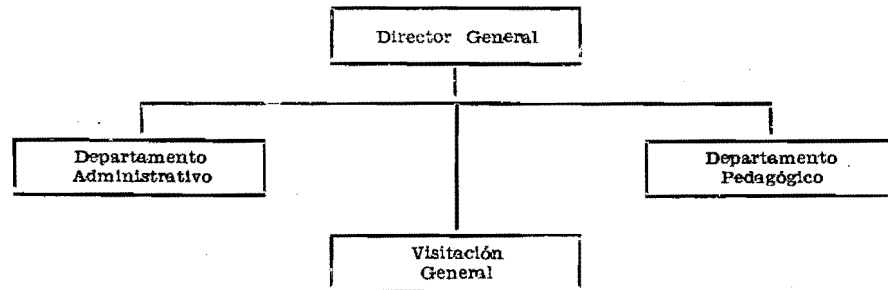 Director General
Departamento
Administrativo
Departamento
Pedagógico
Visitación
General